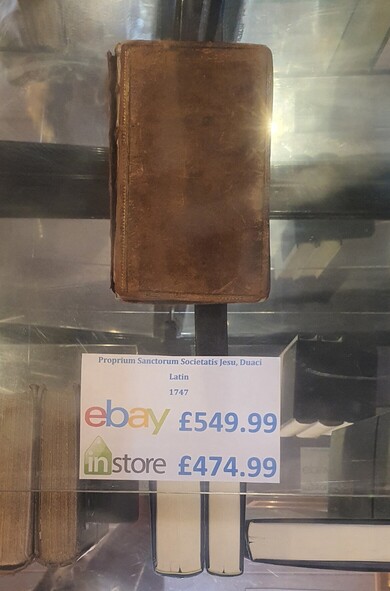 Proprium Sanctorum Societatis Jesu, Duaci
Latin
1747
ebay £549.99
instore £474.99